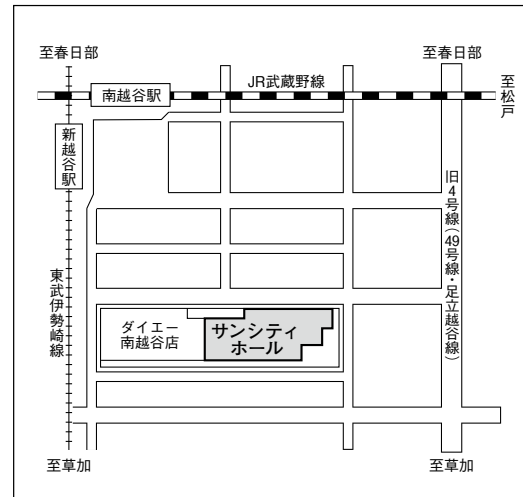 至春日部
至春日部
JR武蔵野線
南越谷駅
至松戸
新越谷駅
旧4号線(49号線・足立越谷線)
東武伊勢崎線
ダイエー
南越谷店
サンシティ
ホール
至草加
至草加